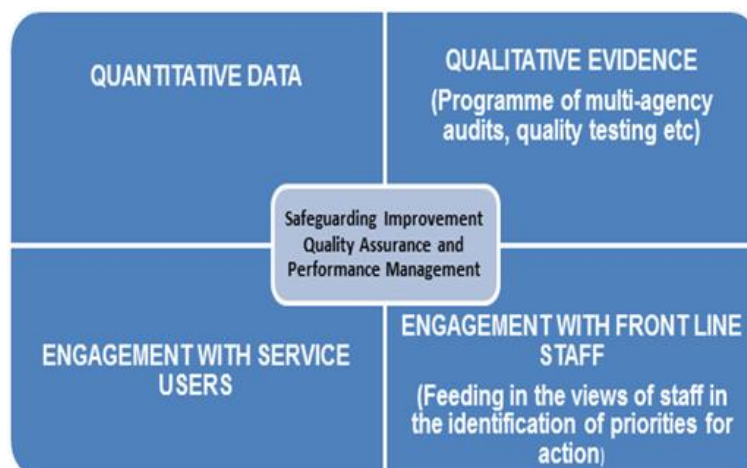 QUANTITATIVE DATA
QUALITATIVE EVIDENCE
(Programme of multi-agency
audits, quality testing etc)
Safeguarding Improvement
Quality Assurance and
Performance Management
ENGAGEMENT WITH SERVICE
USERS
ENGAGEMENT WITH FRONT LINE
STAFF
(Feeding in the views of staff in
the identification of priorities for
action)